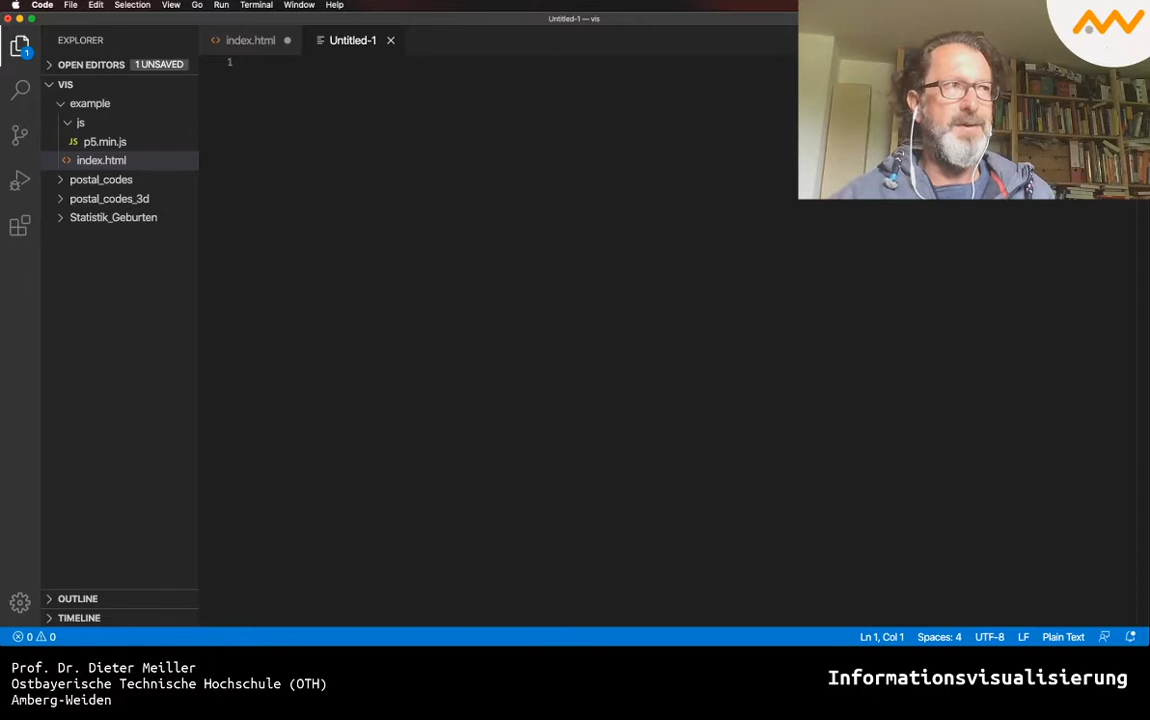 Code File Edit Selection View Go Run Terminal Window Help
Untitled-1 — vis
EXPLORER
index.html
Untitled-1
OPEN EDITORS
1 UNSAVED
1
1
VIS
example
js
JS p5.min.js
index.html
postal_codes
postal_codes_3d
Statistik_Geburten
OUTLINE
TIMELINE
0 0
Ln 1, Col 1
Spaces: 4
UTF-8
LF
Plain Text
Prof. Dr. Dieter Meiller
Ostbayerische Technische Hochschule (OTH)
Amberg-Weiden
Informationsvisualisierung